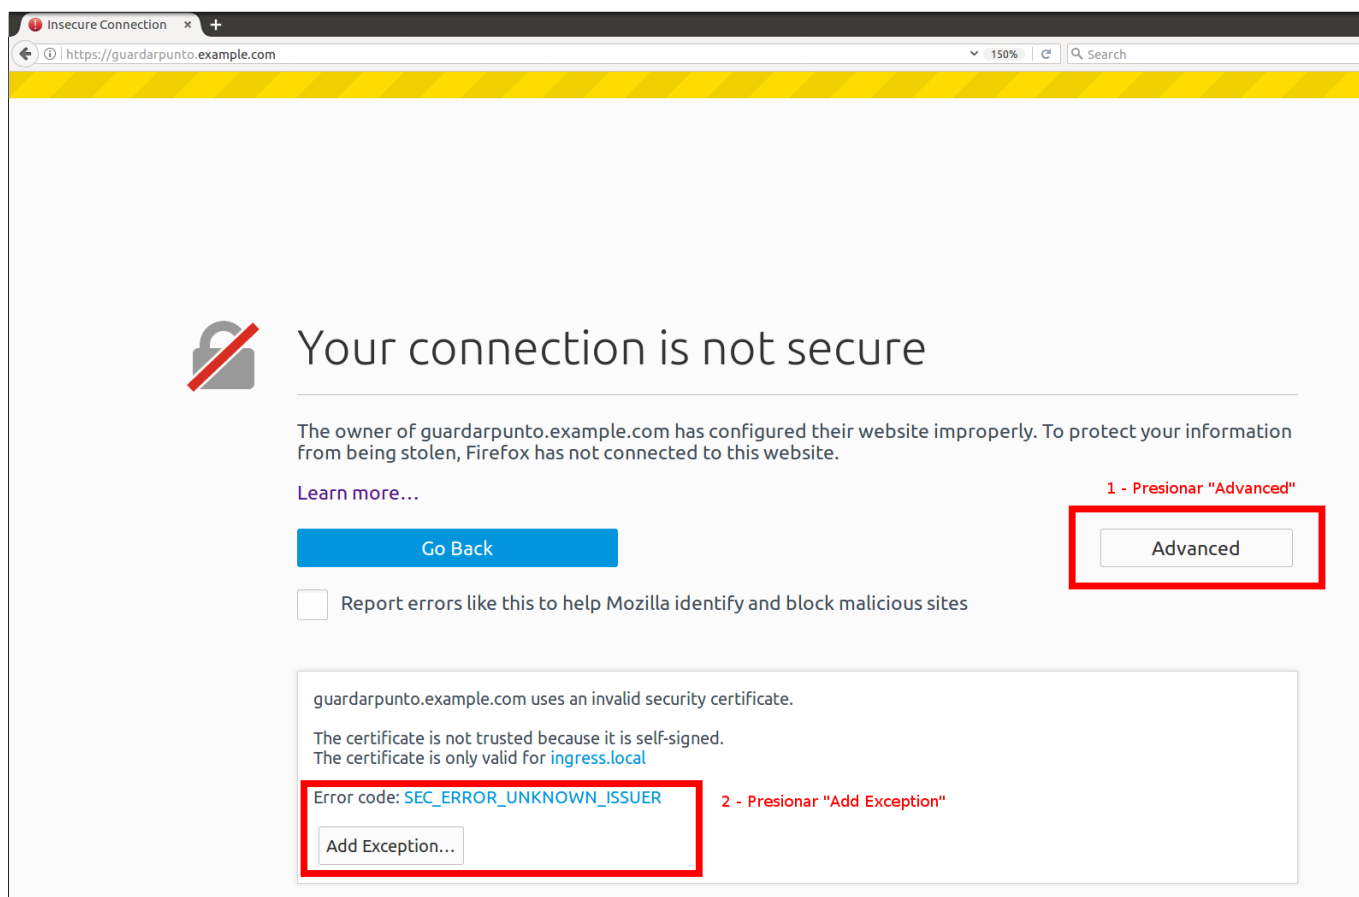 Insecure Connection × +
https://guardarpunto.example.com 150% Search
Your connection is not secure
The owner of guardarpunto.example.com has configured their website improperly. To protect your information
from being stolen, Firefox has not connected to this website.
Learn more…
1 - Presionar "Advanced"
Go Back
Advanced
Report errors like this to help Mozilla identify and block malicious sites
guardarpunto.example.com uses an invalid security certificate.
The certificate is not trusted because it is self-signed.
The certificate is only valid for ingress.local
Error code: SEC_ERROR_UNKNOWN_ISSUER
2 - Presionar "Add Exception"
Add Exception…